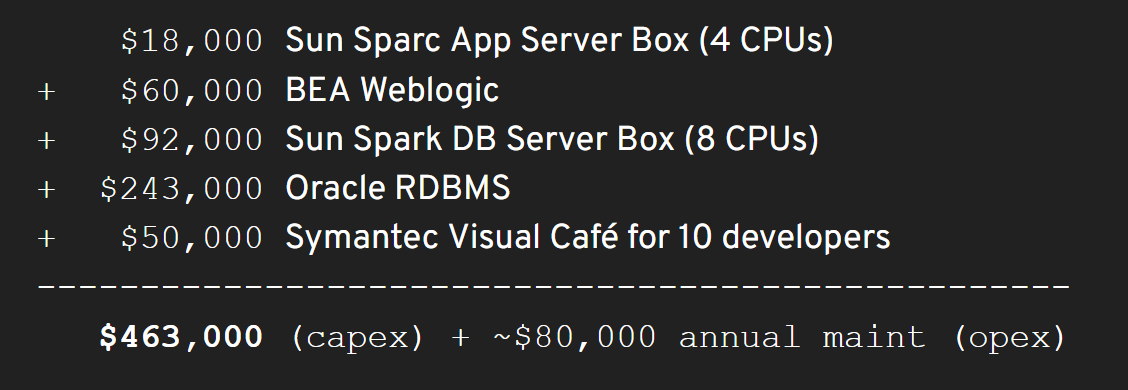 $18,000 Sun Sparc App Server Box (4 CPUs)
+ $60,000 BEA Weblogic
+ $92,000 Sun Spark DB Server Box (8 CPUs)
+ $243,000 Oracle RDBMS
+ $50,000 Symantec Visual Café for 10 developers
--------------------------------------------------
$463,000 (capex) + ~$80,000 annual maint (opex)